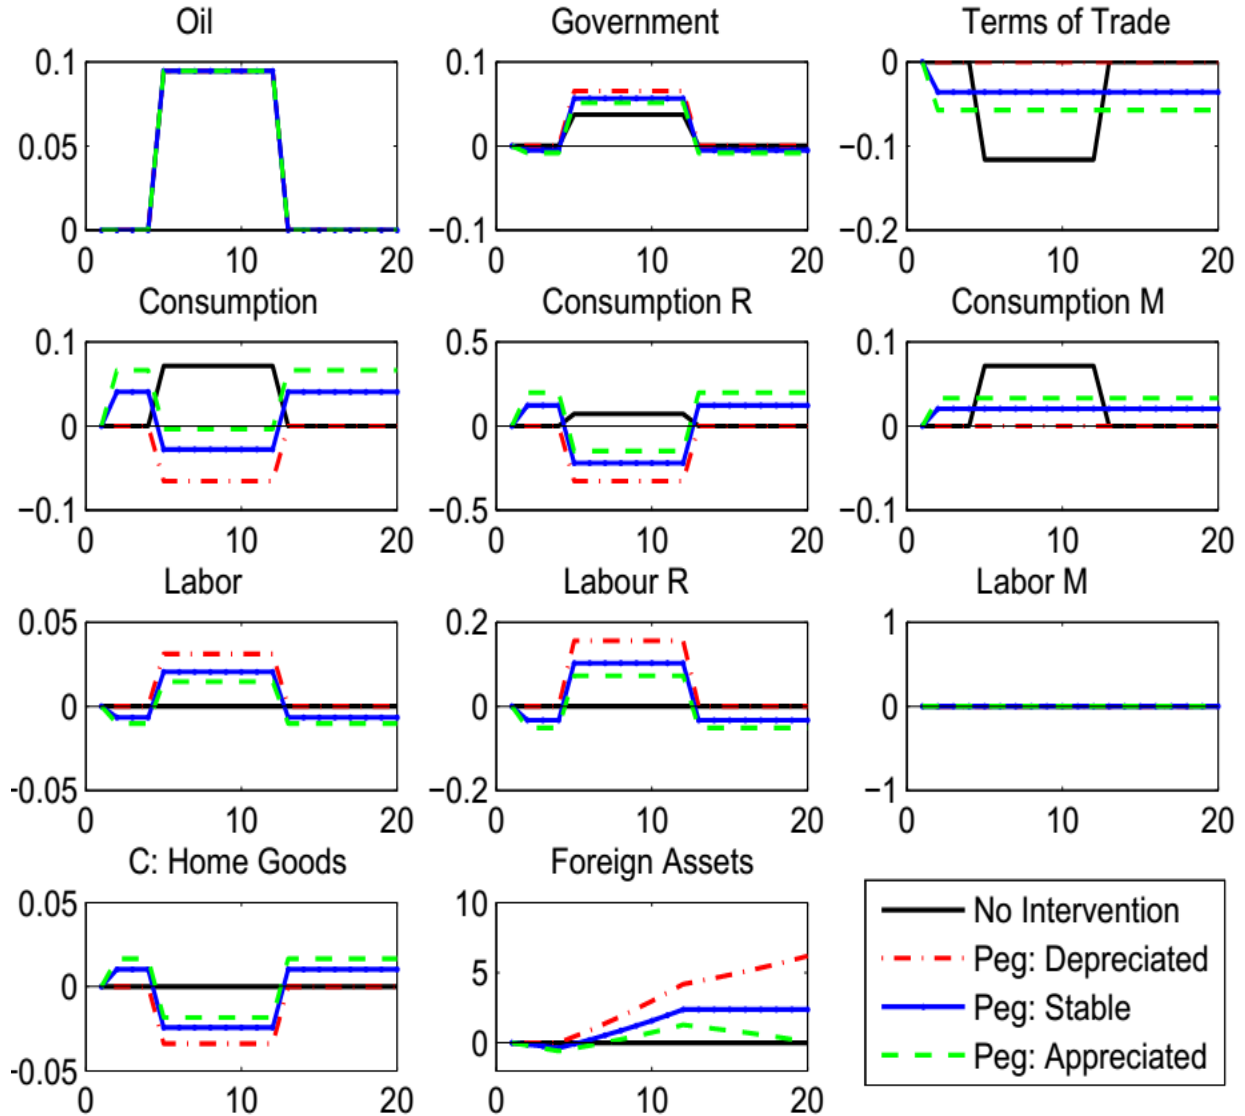 Oil
Government
Terms of Trade
0.1
0.05
0
0 10 20
0.1
0
−0.1
0 10 20
0
−0.1
−0.2
0 10 20
Consumption
Consumption R
Consumption M
0.1
0
−0.1
0 10 20
0.5
0
−0.5
0 10 20
0.1
0
−0.1
0 10 20
Labor
Labour R
Labor M
0.05
0
-0.05
0 10 20
0.2
0
−0.2
0 10 20
1
0
−1
0 10 20
C: Home Goods
Foreign Assets
0.05
0
-0.05
0 10 20
10
5
0
0 10 20
No Intervention
Peg: Depreciated
Peg: Stable
Peg: Appreciated